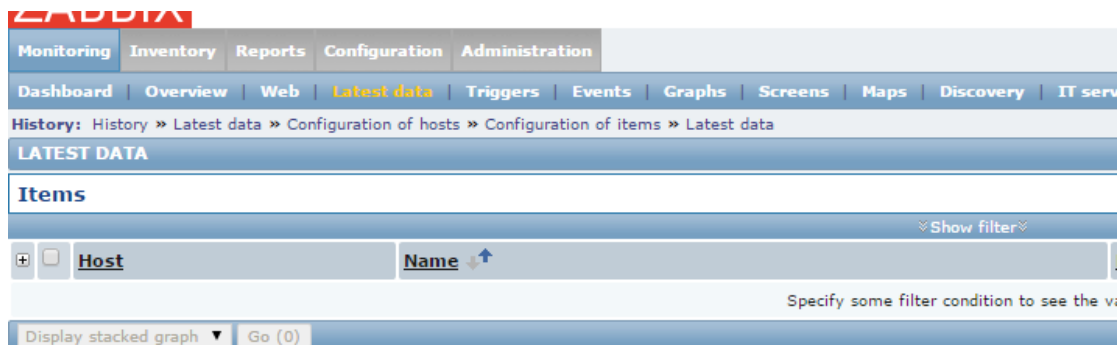 ZABBIX
Monitoring Inventory Reports Configuration Administration
Dashboard | Overview | Web | Latest data | Triggers | Events | Graphs | Screens | Maps | Discovery | IT serv
History: History » Latest data » Configuration of hosts » Configuration of items » Latest data
LATEST DATA
Items
Show filter
Host Name
Specify some filter condition to see the va
Display stacked graph Go (0)